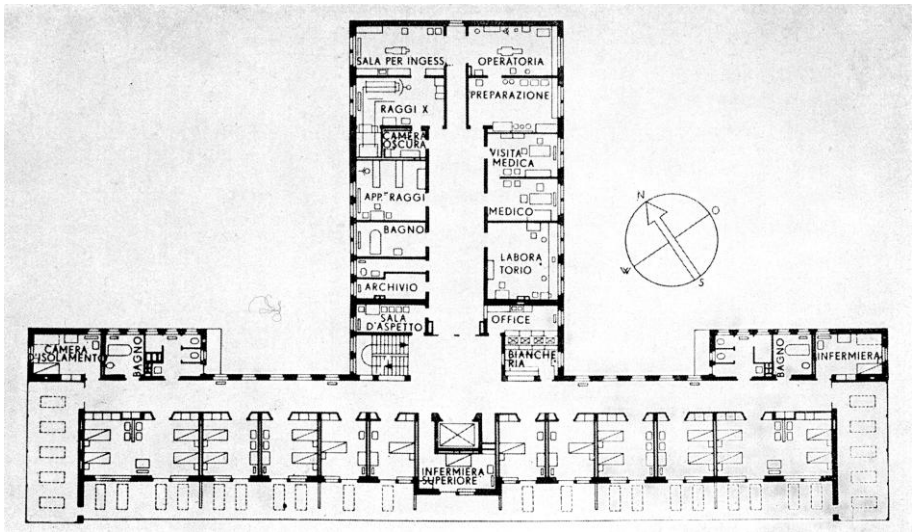 SALA PER INGESS
OPERATORIA
RAGGI X
PREPARAZIONE
CAMERA
OSCURA
VISITA
MEDICA
APP. RAGGI
MEDICO
BAGNO
LABORA
TORIO
ARCHIVIO
SALA
D'ASPETTO
OFFICE
BIANCHE
RIA
CAMERA
D'ISOLAMENTO
BAGNO
BAGNO
INFERMIERA
INFERMIERA
SUPERIORE
N
O
W
S